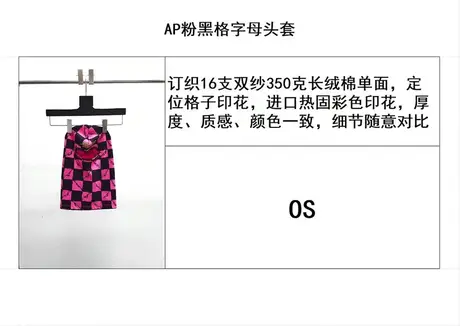 AP粉黑格字母头套
订织16支双纱350克长绒棉单面，定
位格子印花，进口热固彩色印花，厚
度、质感、颜色一致，细节随意对比
OS